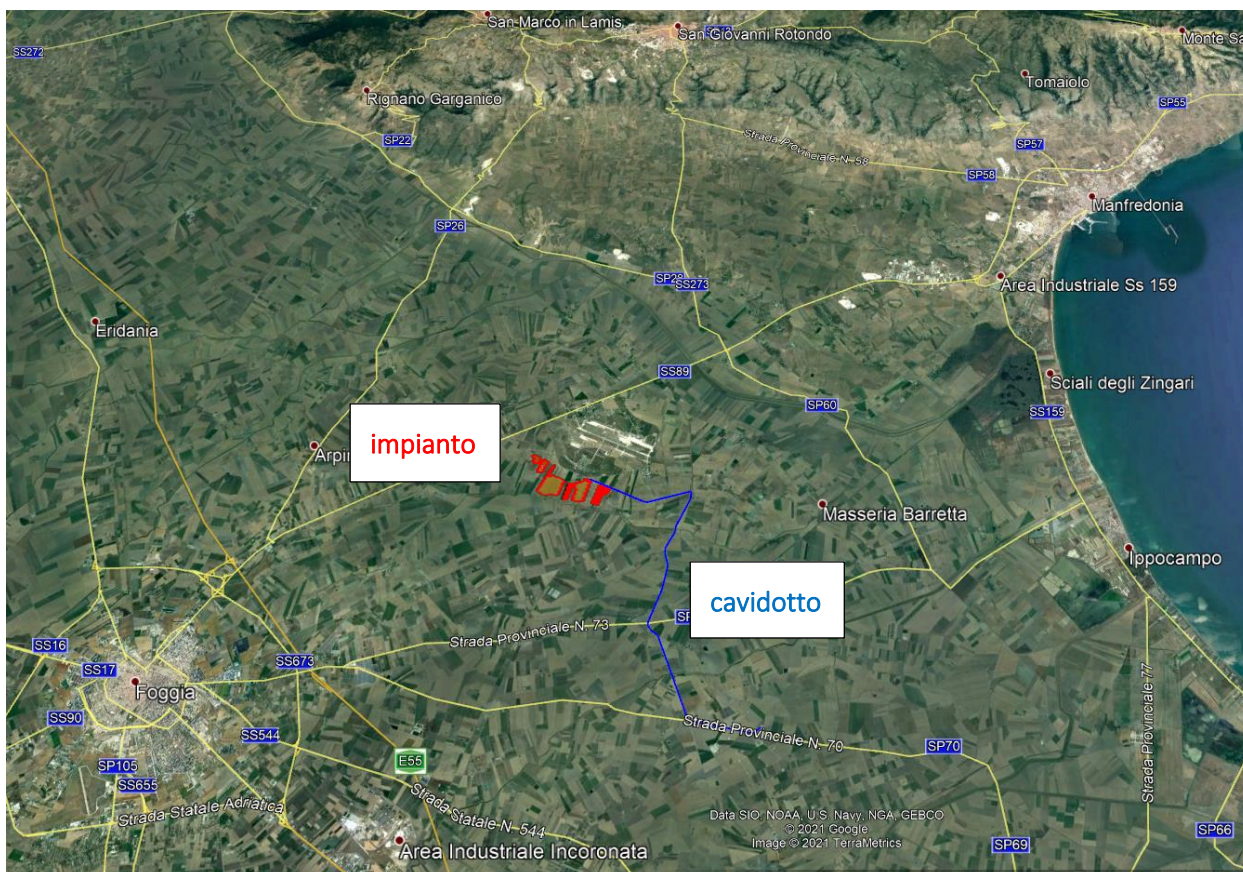 San Marco in Lamis
San Giovanni Rotondo
SS272
Tomaiolo
Rignano Garganico
SP55
SP22
Strada Provinciale N. 58
SP57
SP58
Manfredonia
SP26
SP28
SS273
Area Industriale Ss 159
Eridania
SS89
Sciali degli Zingari
SP60
SS159
impianto
Masseria Barretta
Ippocampo
cavidotto
Strada Provinciale N. 73
SS16
SS17
SS673
Foggia
SS90
SS544
Strada Provinciale N. 70
SP70
Strada Provinciale 77
E55
SP105
SS655
Strada Statale Adriatica
Strada Statale N. 544
Data SIO, NOAA, U.S. Navy, NGA, GEBCO
© 2021 Google
Image © 2021 TerraMetrics
SP66
SP69
Area Industriale Incoronata